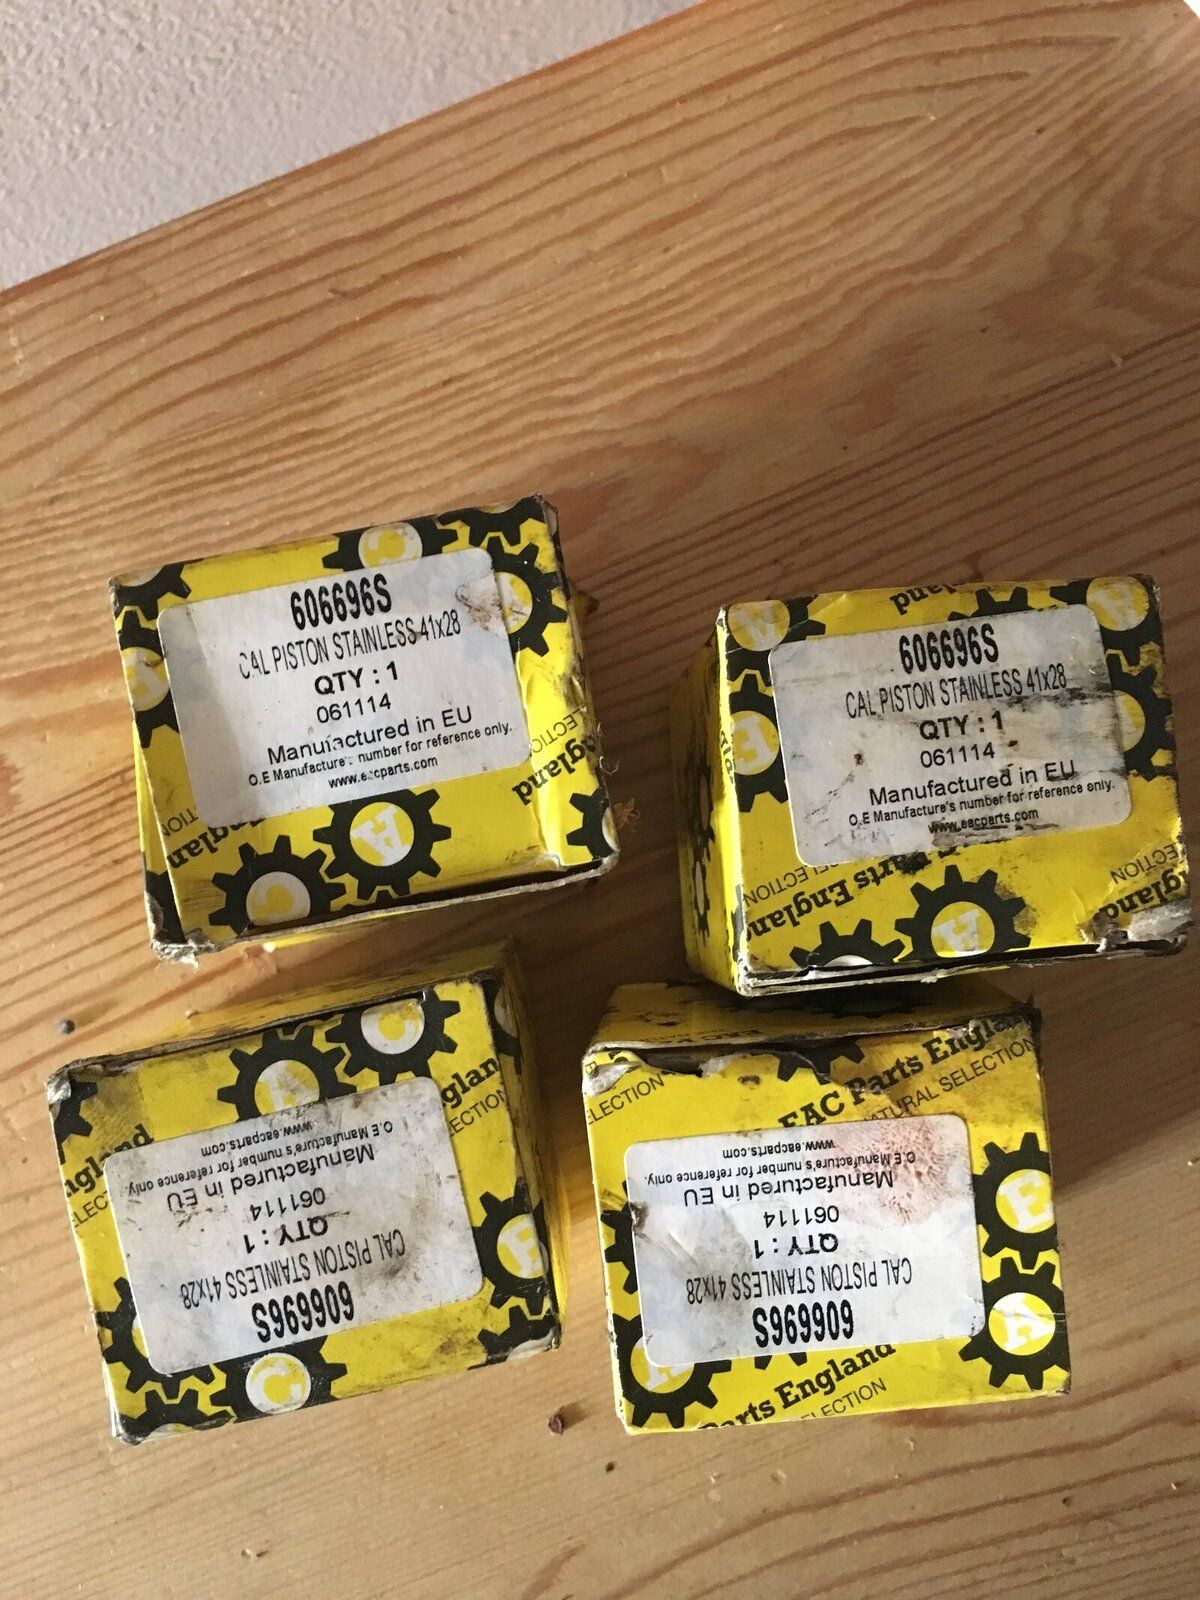 606696S
CAL PISTON STAINLESS 41x28
QTY : 1
061114
Manufactured in EU
O.E Manufacture's number for reference only.
www.eacparts.com
England
606696S
CAL PISTON STAINLESS 41x28
QTY : 1
061114
Manufactured in EU
O.E Manufacture's number for reference only.
www.eacparts.com
Parts England
SELECTION
606696S
CAL PISTON STAINLESS 41x28
QTY : 1
061114
Manufactured in EU
O.E Manufacture's number for reference only.
www.eacparts.com
England
606696S
CAL PISTON STAINLESS 41x28
QTY : 1
061114
Manufactured in EU
O.E Manufacture's number for reference only.
www.eacparts.com
EAC Parts England
NATURAL SELECTION
Parts England
SELECTION